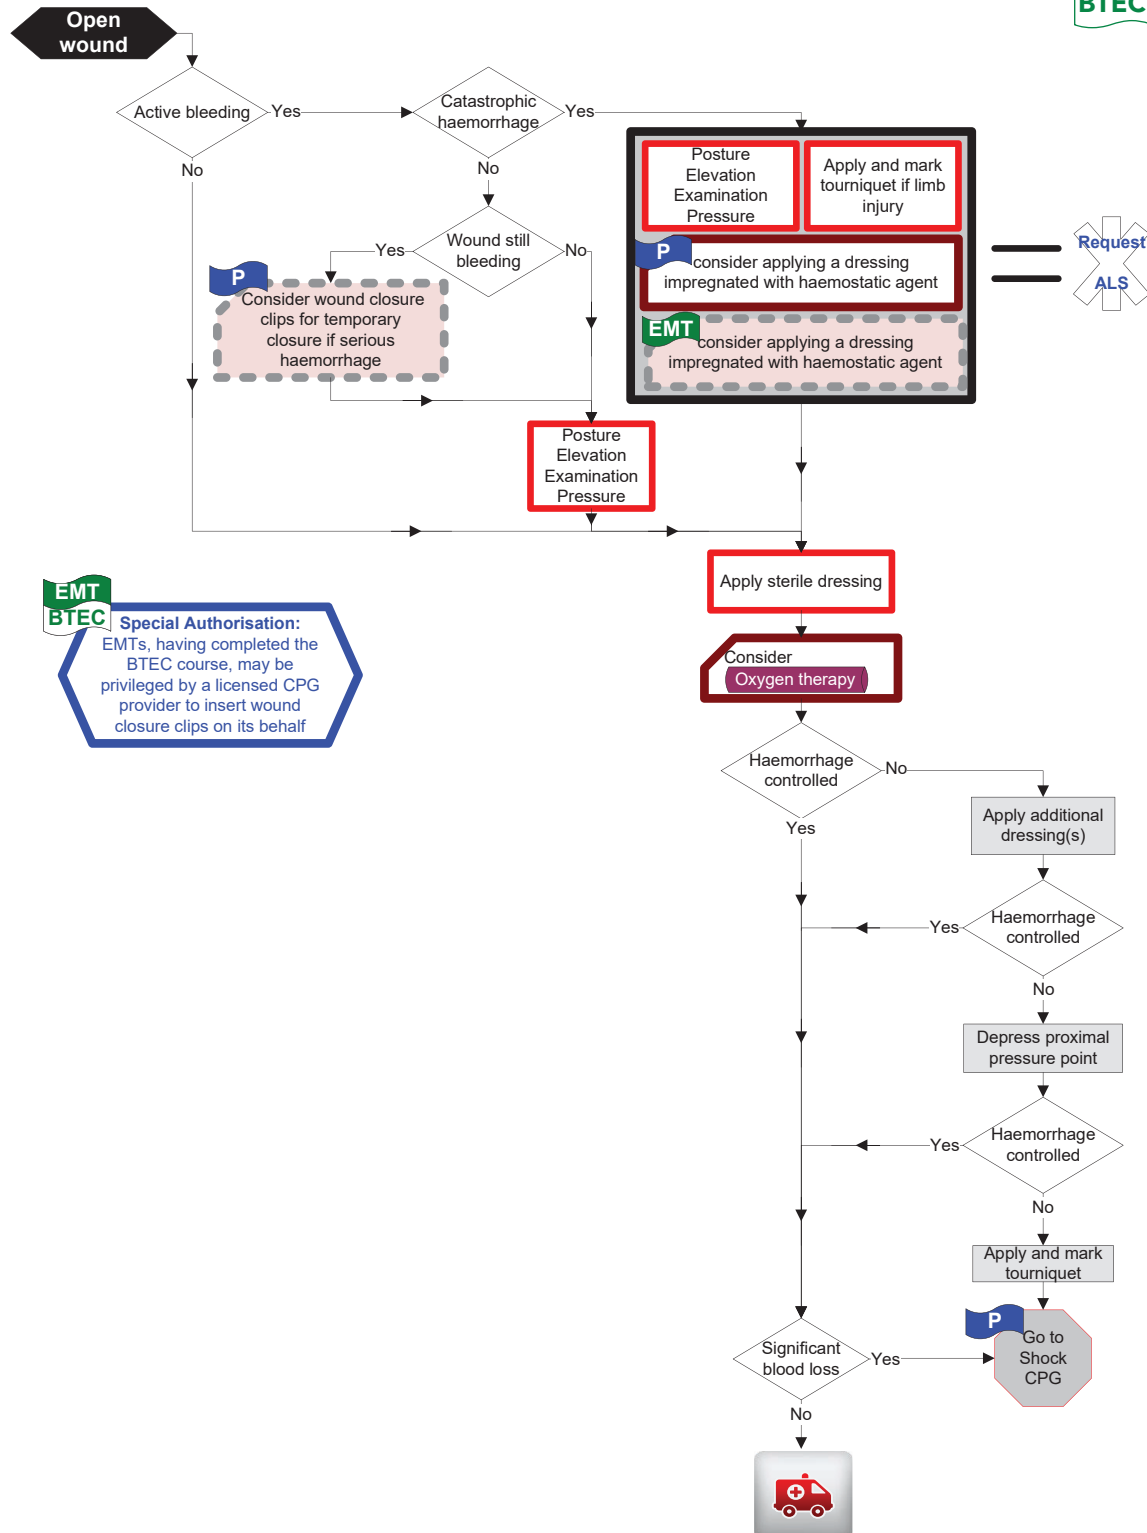 BTEC
Open
wound
Active bleeding
Yes
Catastrophic
haemorrhage
Yes
No
No
Posture
Elevation
Examination
Pressure
Apply and mark
tourniquet if limb
injury
Request
ALS
Wound still
bleeding
Yes
No
P
Consider wound closure
clips for temporary
closure if serious
haemorrhage
P
consider applying a dressing
impregnated with haemostatic agent
EMT
consider applying a dressing
impregnated with haemostatic agent
Posture
Elevation
Examination
Pressure
Apply sterile dressing
EMT
BTEC
Special Authorisation:
EMTs, having completed the
BTEC course, may be
privileged by a licensed CPG
provider to insert wound
closure clips on its behalf
Consider
Oxygen therapy
Haemorrhage
controlled
No
Yes
Apply additional
dressing(s)
Haemorrhage
controlled
Yes
No
Depress proximal
pressure point
Haemorrhage
controlled
Yes
No
Apply and mark
tourniquet
P
Go to
Shock
CPG
Significant
blood loss
Yes
No